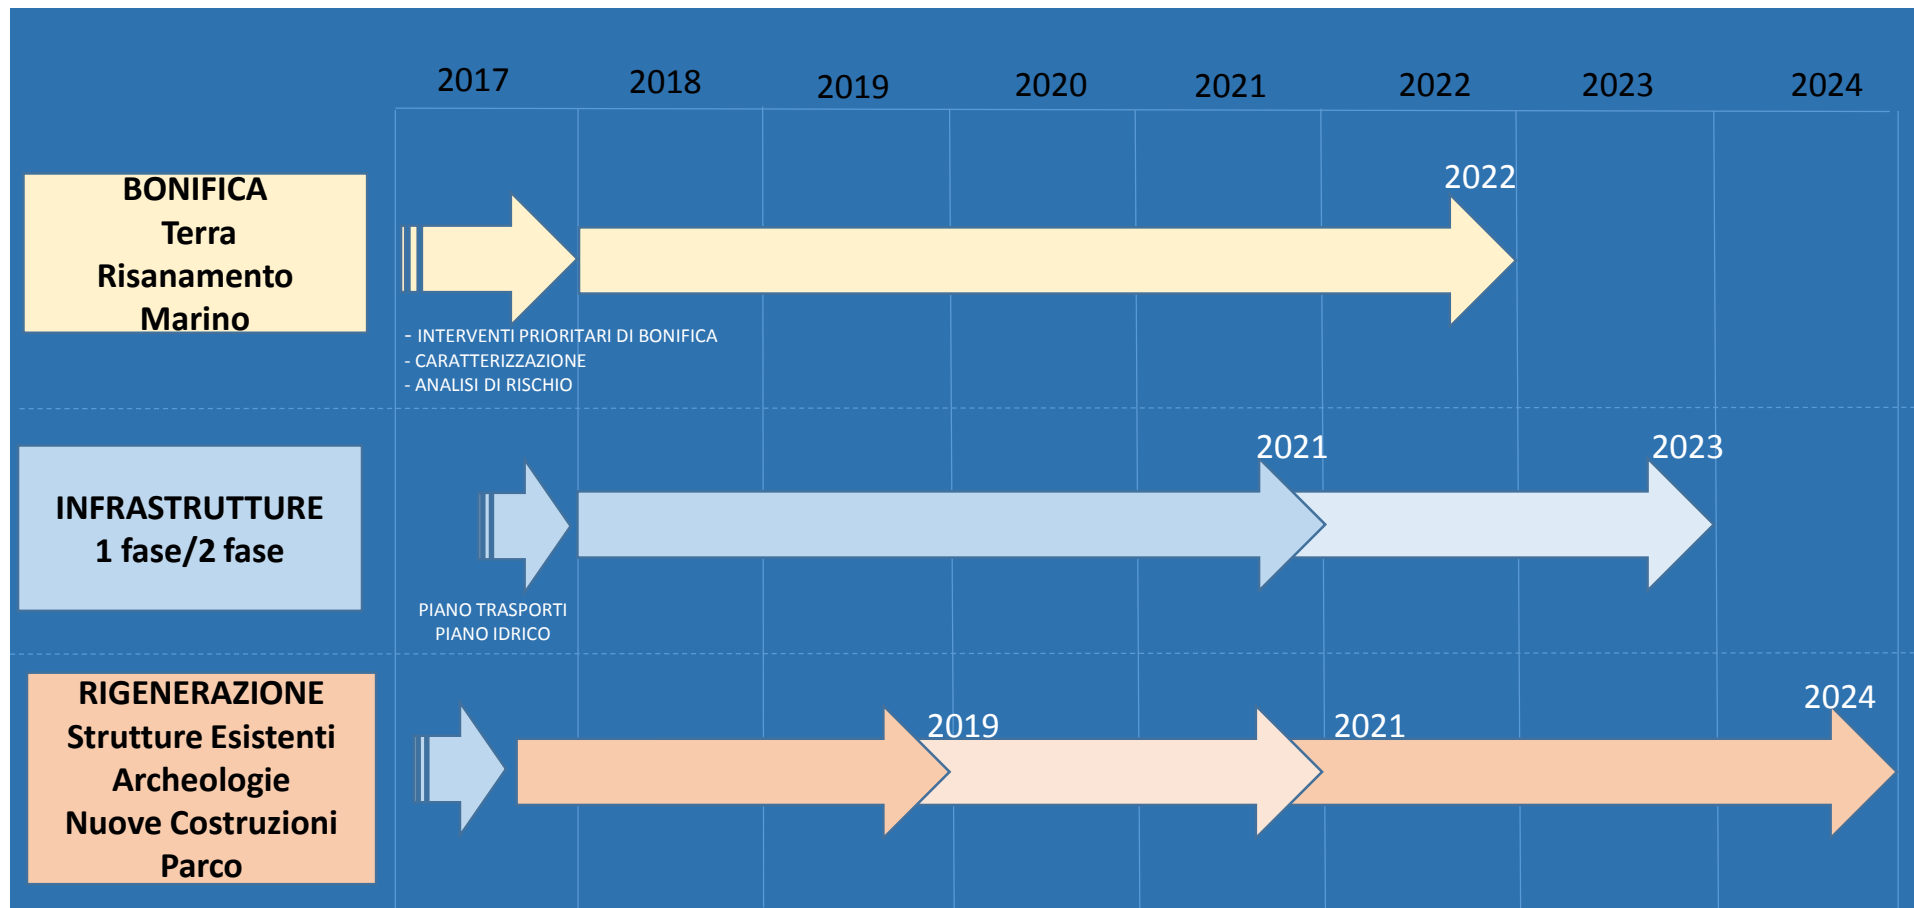 2017
2018
2019
2020
2021
2022
2023
2024
BONIFICA
Terra
Risanamento
Marino
2022
- INTERVENTI PRIORITARI DI BONIFICA
- CARATTERIZZAZIONE
- ANALISI DI RISCHIO
INFRASTRUTTURE
1 fase/2 fase
2021
2023
PIANO TRASPORTI
PIANO IDRICO
RIGENERAZIONE
Strutture Esistenti
Archeologie
Nuove Costruzioni
Parco
2019
2021
2024